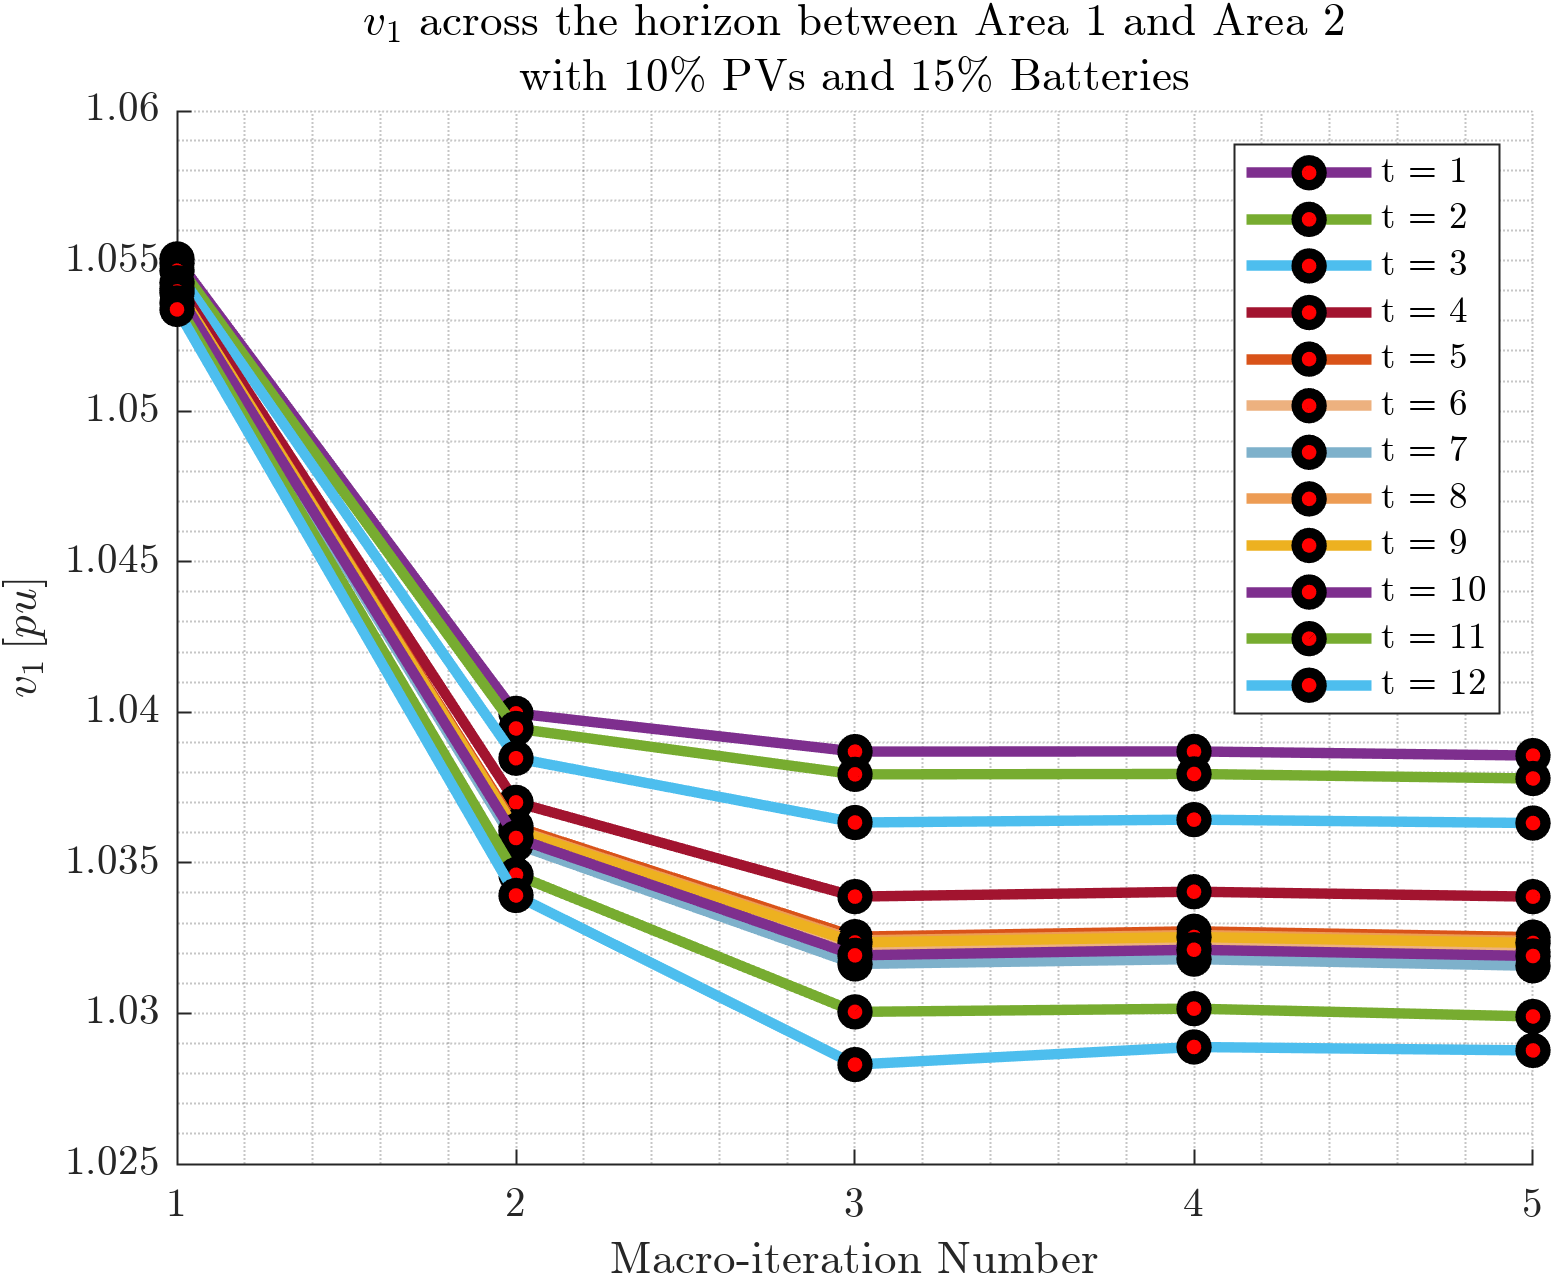 v₁ across the horizon between Area 1 and Area 2
with 10% PVs and 15% Batteries
1.06
1.055
1.05
1.045
1.04
1.035
1.03
1.025
v₁ [pu]
t = 1
t = 2
t = 3
t = 4
t = 5
t = 6
t = 7
t = 8
t = 9
t = 10
t = 11
t = 12
1 2 3 4 5
Macro-iteration Number